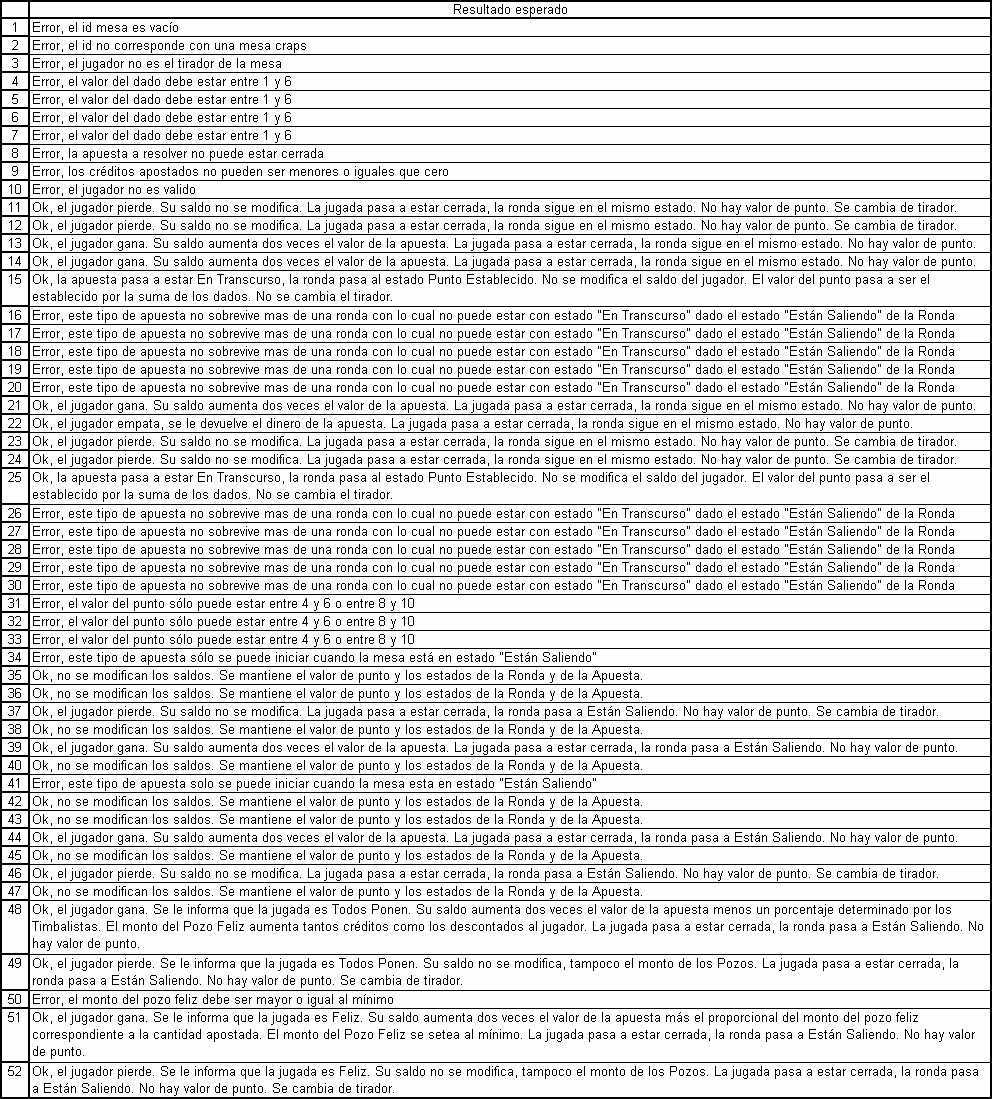 Resultado esperado
1 Error, el id mesa es vacío
2 Error, el id no corresponde con una mesa craps
3 Error, el jugador no es el tirador de la mesa
4 Error, el valor del dado debe estar entre 1 y 6
5 Error, el valor del dado debe estar entre 1 y 6
6 Error, el valor del dado debe estar entre 1 y 6
7 Error, el valor del dado debe estar entre 1 y 6
8 Error, la apuesta a resolver no puede estar cerrada
9 Error, los créditos apostados no pueden ser menores o iguales que cero
10 Error, el jugador no es valido
11 Ok, el jugador pierde. Su saldo no se modifica. La jugada pasa a estar cerrada, la ronda sigue en el mismo estado. No hay valor de punto. Se cambia de tirador.
12 Ok, el jugador pierde. Su saldo no se modifica. La jugada pasa a estar cerrada, la ronda sigue en el mismo estado. No hay valor de punto. Se cambia de tirador.
13 Ok, el jugador gana. Su saldo aumenta dos veces el valor de la apuesta. La jugada pasa a estar cerrada, la ronda sigue en el mismo estado. No hay valor de punto.
14 Ok, el jugador gana. Su saldo aumenta dos veces el valor de la apuesta. La jugada pasa a estar cerrada, la ronda sigue en el mismo estado. No hay valor de punto.
15 Ok, la apuesta pasa a estar En Transcurso, la ronda pasa al estado Punto Establecido. No se modifica el saldo del jugador. El valor del punto pasa a ser el
establecido por la suma de los dados. No se cambia el tirador.
16 Error, este tipo de apuesta no sobrevive mas de una ronda con lo cual no puede estar con estado "En Transcurso" dado el estado "Están Saliendo" de la Ronda
17 Error, este tipo de apuesta no sobrevive mas de una ronda con lo cual no puede estar con estado "En Transcurso" dado el estado "Están Saliendo" de la Ronda
18 Error, este tipo de apuesta no sobrevive mas de una ronda con lo cual no puede estar con estado "En Transcurso" dado el estado "Están Saliendo" de la Ronda
19 Error, este tipo de apuesta no sobrevive mas de una ronda con lo cual no puede estar con estado "En Transcurso" dado el estado "Están Saliendo" de la Ronda
20 Error, este tipo de apuesta no sobrevive mas de una ronda con lo cual no puede estar con estado "En Transcurso" dado el estado "Están Saliendo" de la Ronda
21 Ok, el jugador gana. Su saldo aumenta dos veces el valor de la apuesta. La jugada pasa a estar cerrada, la ronda sigue en el mismo estado. No hay valor de punto.
22 Ok, el jugador empata, se le devuelve el dinero de la apuesta. La jugada pasa a estar cerrada, la ronda sigue en el mismo estado. No hay valor de punto.
23 Ok, el jugador pierde. Su saldo no se modifica. La jugada pasa a estar cerrada, la ronda sigue en el mismo estado. No hay valor de punto. Se cambia de tirador.
24 Ok, el jugador pierde. Su saldo no se modifica. La jugada pasa a estar cerrada, la ronda sigue en el mismo estado. No hay valor de punto. Se cambia de tirador.
25 Ok, la apuesta pasa a estar En Transcurso, la ronda pasa al estado Punto Establecido. No se modifica el saldo del jugador. El valor del punto pasa a ser el
establecido por la suma de los dados. No se cambia el tirador.
26 Error, este tipo de apuesta no sobrevive mas de una ronda con lo cual no puede estar con estado "En Transcurso" dado el estado "Están Saliendo" de la Ronda
27 Error, este tipo de apuesta no sobrevive mas de una ronda con lo cual no puede estar con estado "En Transcurso" dado el estado "Están Saliendo" de la Ronda
28 Error, este tipo de apuesta no sobrevive mas de una ronda con lo cual no puede estar con estado "En Transcurso" dado el estado "Están Saliendo" de la Ronda
29 Error, este tipo de apuesta no sobrevive mas de una ronda con lo cual no puede estar con estado "En Transcurso" dado el estado "Están Saliendo" de la Ronda
30 Error, este tipo de apuesta no sobrevive mas de una ronda con lo cual no puede estar con estado "En Transcurso" dado el estado "Están Saliendo" de la Ronda
31 Error, el valor del punto sólo puede estar entre 4 y 6 o entre 8 y 10
32 Error, el valor del punto sólo puede estar entre 4 y 6 o entre 8 y 10
33 Error, el valor del punto sólo puede estar entre 4 y 6 o entre 8 y 10
34 Error, este tipo de apuesta sólo se puede iniciar cuando la mesa está en estado "Están Saliendo"
35 Ok, no se modifican los saldos. Se mantiene el valor de punto y los estados de la Ronda y de la Apuesta.
36 Ok, no se modifican los saldos. Se mantiene el valor de punto y los estados de la Ronda y de la Apuesta.
37 Ok, el jugador pierde. Su saldo no se modifica. La jugada pasa a estar cerrada, la ronda pasa a Están Saliendo. No hay valor de punto. Se cambia de tirador.
38 Ok, no se modifican los saldos. Se mantiene el valor de punto y los estados de la Ronda y de la Apuesta.
39 Ok, el jugador gana. Su saldo aumenta dos veces el valor de la apuesta. La jugada pasa a estar cerrada, la ronda pasa a Están Saliendo. No hay valor de punto.
40 Ok, no se modifican los saldos. Se mantiene el valor de punto y los estados de la Ronda y de la Apuesta.
41 Error, este tipo de apuesta solo se puede iniciar cuando la mesa esta en estado "Están Saliendo"
42 Ok, no se modifican los saldos. Se mantiene el valor de punto y los estados de la Ronda y de la Apuesta.
43 Ok, no se modifican los saldos. Se mantiene el valor de punto y los estados de la Ronda y de la Apuesta.
44 Ok, el jugador gana. Su saldo aumenta dos veces el valor de la apuesta. La jugada pasa a estar cerrada, la ronda pasa a Están Saliendo. No hay valor de punto.
45 Ok, no se modifican los saldos. Se mantiene el valor de punto y los estados de la Ronda y de la Apuesta.
46 Ok, el jugador pierde. Su saldo no se modifica. La jugada pasa a estar cerrada, la ronda pasa a Están Saliendo. No hay valor de punto. Se cambia de tirador.
47 Ok, no se modifican los saldos. Se mantiene el valor de punto y los estados de la Ronda y de la Apuesta.
48 Ok, el jugador gana. Se le informa que la jugada es Todos Ponen. Su saldo aumenta dos veces el valor de la apuesta menos un porcentaje determinado por los
Timbalistas. El monto del Pozo Feliz aumenta tantos créditos como los descontados al jugador. La jugada pasa a estar cerrada, la ronda pasa a Están Saliendo. No
hay valor de punto.
49 Ok, el jugador pierde. Se le informa que la jugada es Todos Ponen. Su saldo no se modifica, tampoco el monto de los Pozos. La jugada pasa a estar cerrada, la
ronda pasa a Están Saliendo. No hay valor de punto. Se cambia de tirador.
50 Error, el monto del pozo feliz debe ser mayor o igual al mínimo
51 Ok, el jugador gana. Se le informa que la jugada es Feliz. Su saldo aumenta dos veces el valor de la apuesta más el proporcional del monto del pozo feliz
correspondiente a la cantidad apostada. El monto del Pozo Feliz se setea al mínimo. La jugada pasa a estar cerrada, la ronda pasa a Están Saliendo. No hay valor
de punto.
52 Ok, el jugador pierde. Se le informa que la jugada es Feliz. Su saldo no se modifica, tampoco el monto de los Pozos. La jugada pasa a estar cerrada, la ronda pasa
a Están Saliendo. No hay valor de punto. Se cambia de tirador.